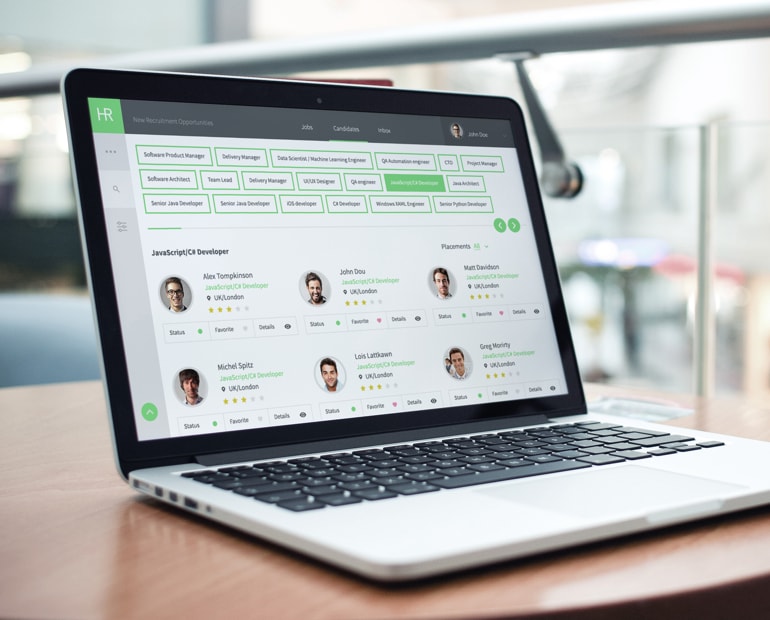 HR
New Recruitment Opportunities
Jobs Candidates Inbox John Doe
Software Product Manager Delivery Manager Data Scientist / Machine Learning Engineer QA Automation engineer CTO Project Manager
Software Architect Team Lead Delivery Manager UI/UX Designer QA engineer JavaScript/C# Developer Java Architect
Senior Java Developer Senior Java Developer iOS developer C# Developer Windows XAML Engineer Senior Python Developer
JavaScript/C# Developer Placements All
Alex Tompkinson
JavaScript/C# Developer
UK/London
Status Favorite Details
John Dou
JavaScript/C# Developer
UK/London
Status Favorite Details
Matt Davidson
JavaScript/C# Developer
UK/London
Status Favorite Details
Michel Spitz
JavaScript/C# Developer
UK/London
Status Favorite Details
Lois Lattkawn
JavaScript/C# Developer
UK/London
Status Favorite Details
Greg Morirty
JavaScript/C# Developer
UK/London
Status Favorite Details